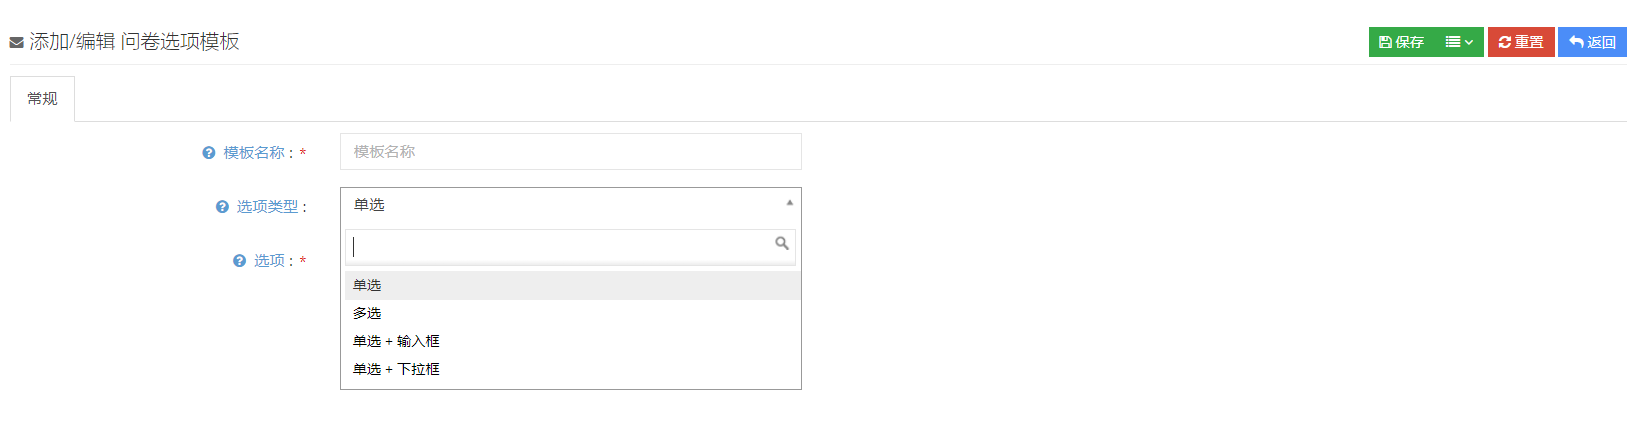 添加/编辑 问卷选项模板
保存
重置
返回
常规
模板名称 : *
模板名称
选项类型 :
单选
选项 : *
单选
多选
单选 + 输入框
单选 + 下拉框